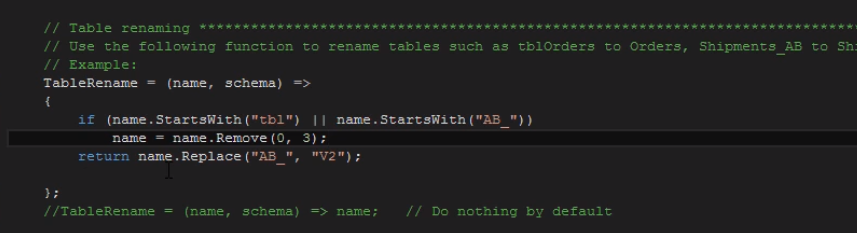 // Table renaming ****************************************************************************
// Use the following function to rename tables such as tblOrders to Orders, Shipments_AB to Sh
// Example:
TableRename = (name, schema) =>
{
if (name.StartsWith("tbl") || name.StartsWith("AB_"))
name = name.Remove(0, 3);
return name.Replace("AB_", "V2");
};
//TableRename = (name, schema) => name; // Do nothing by default